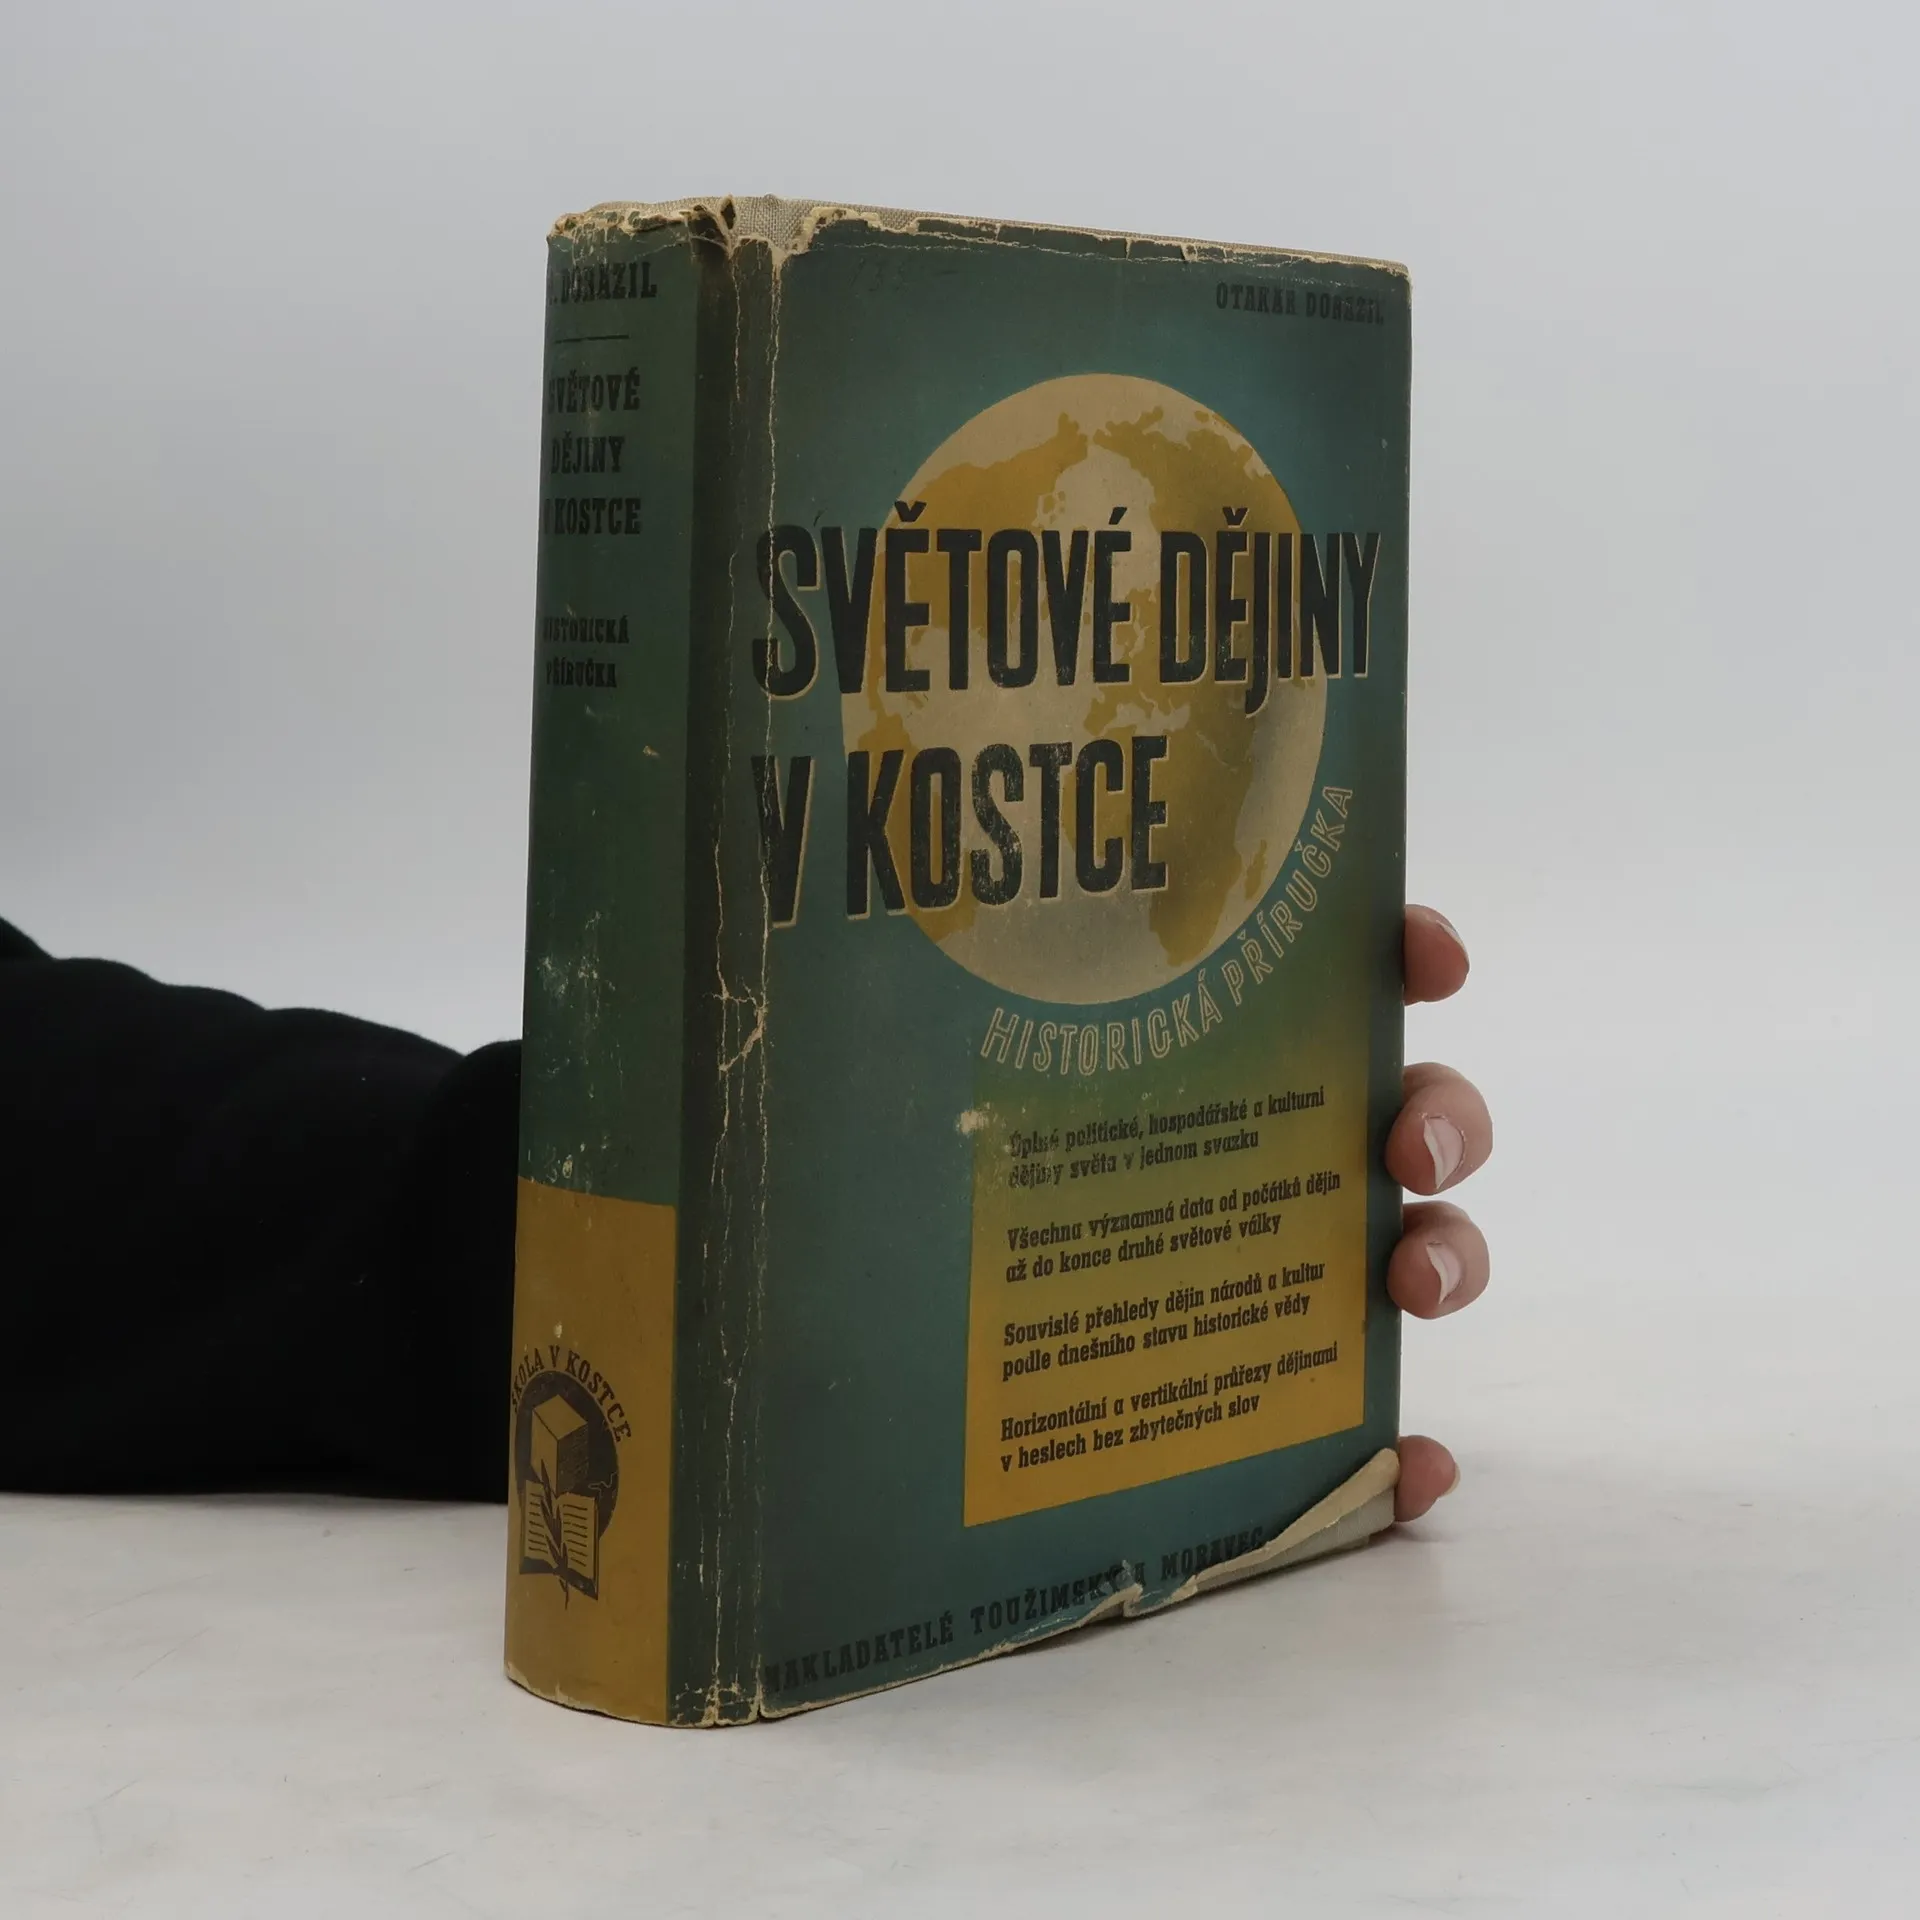 DORAZIL
SVĚTOVÉ
DĚJINY
V KOSTCE
HISTORICKÁ
PŘÍRUČKA
ŠKOLA V KOSTCE
OTAKAR DORAZIL
SVĚTOVÉ DĚJINY
V KOSTCE
HISTORICKÁ PŘÍRUČKA
Úplné politické, hospodářské a kulturní
dějiny světa v jednom svazku
Všechna významná data od počátků dějin
až do konce druhé světové války
Souvislé přehledy dějin národů a kultur
podle dnešního stavu historické vědy
Horizontální a vertikální průřezy dějinami
v heslech bez zbytečných slov
NAKLADATELÉ TOUŽIMSKÝ A MORAVEC